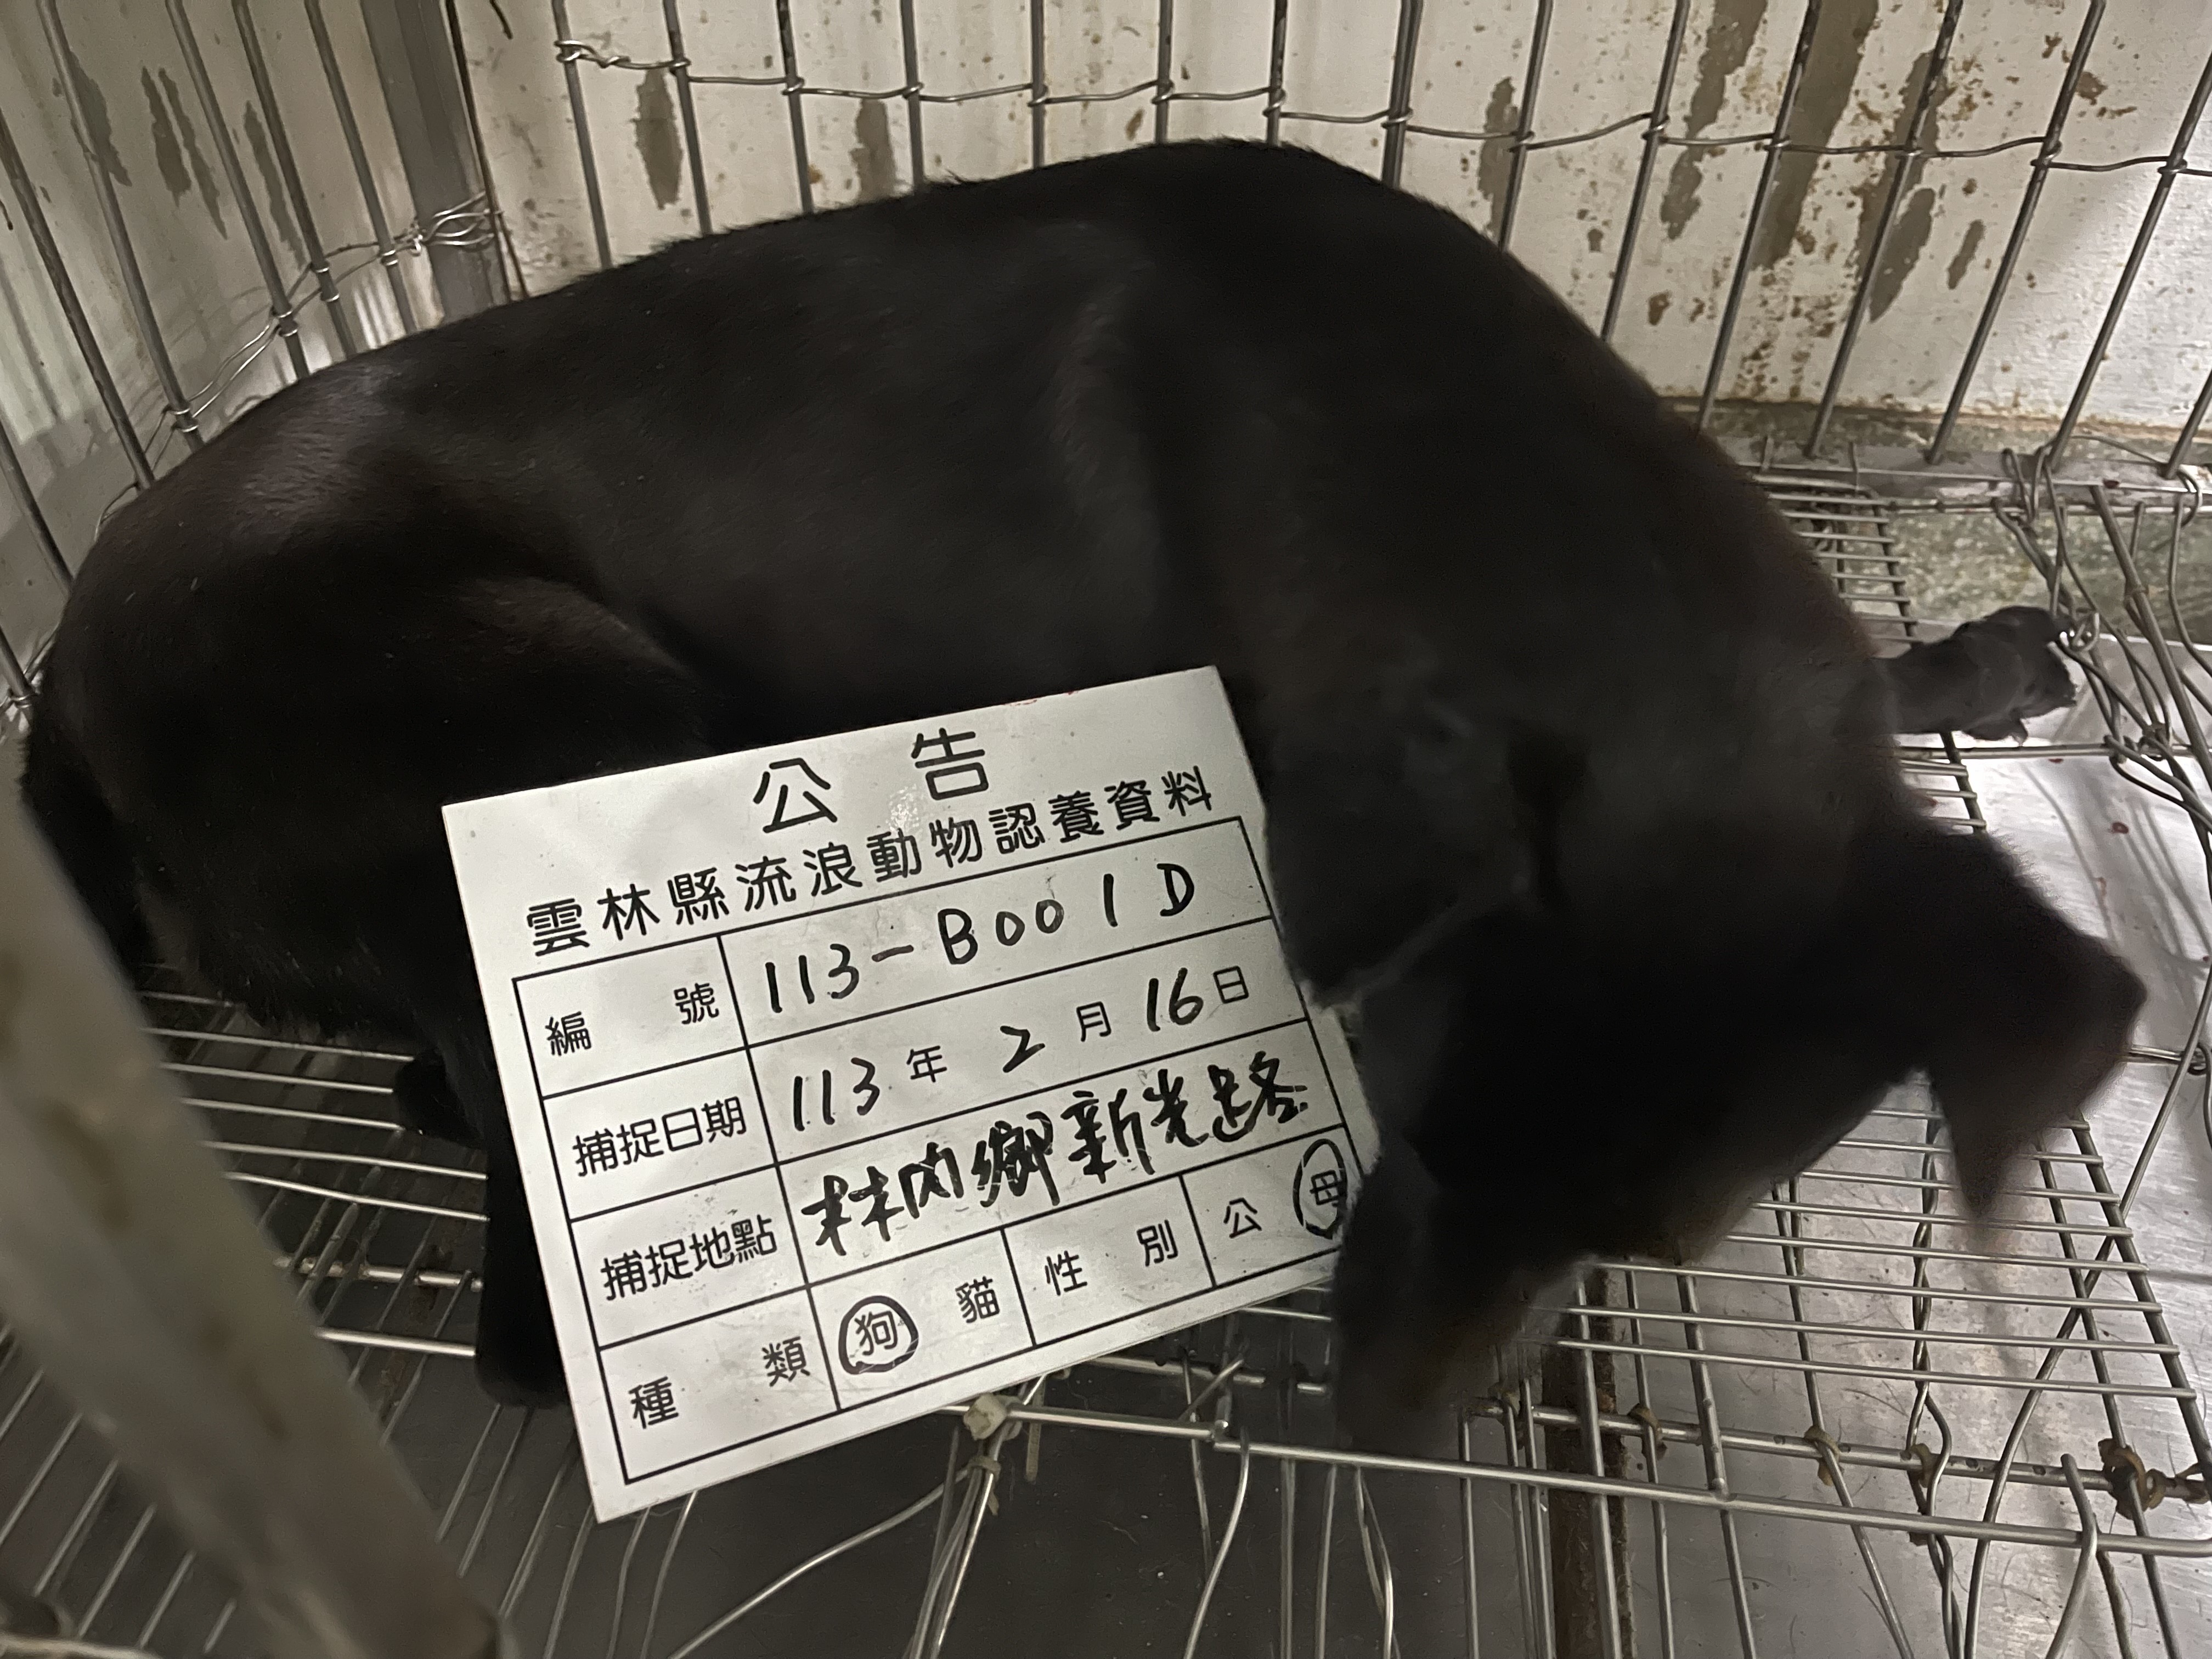 公告
雲林縣流浪動物認養資料
編號 113-B001D
捕捉日期 113年2月16日
捕捉地點 林內鄉新光路
種類 狗 貓 性別 公 母